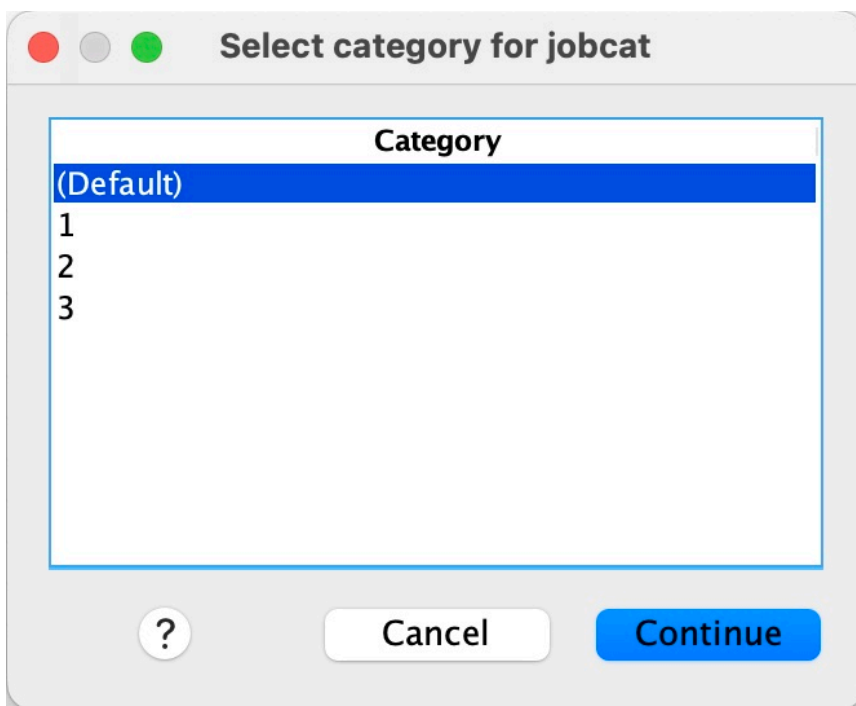 Select category for jobcat
Category
(Default)
1
2
3
? Cancel Continue